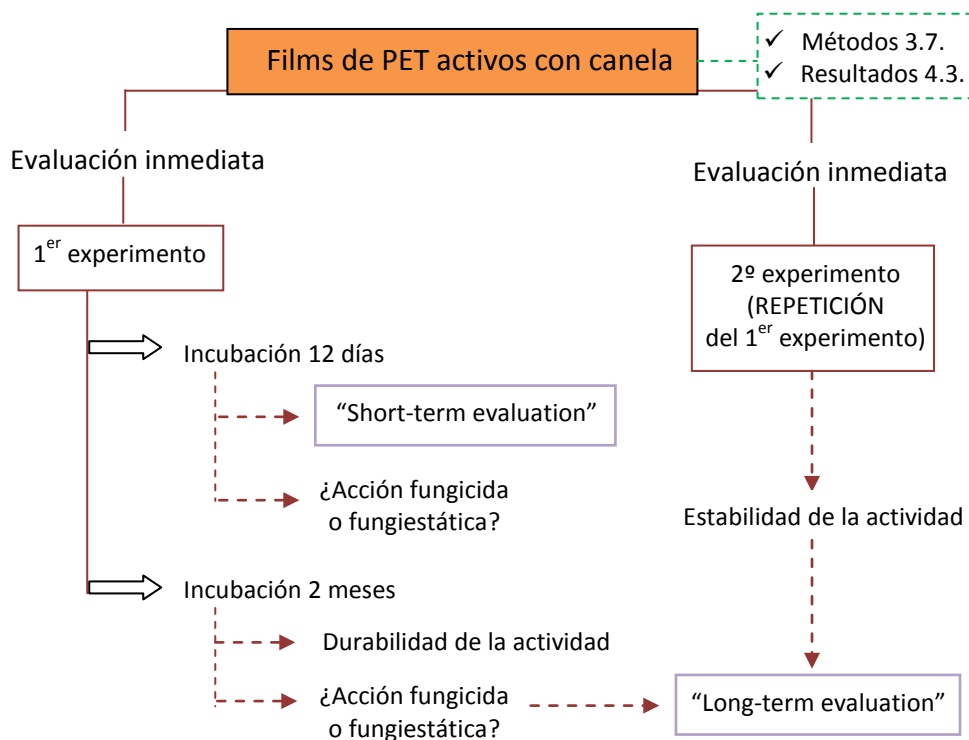 Films de PET activos con canela
✓ Métodos 3.7.
✓ Resultados 4.3.
Evaluación inmediata
1er experimento
Incubación 12 días
“Short-term evaluation”
¿Acción fungicida
o fungiestática?
Incubación 2 meses
Durabilidad de la actividad
¿Acción fungicida
o fungiestática?
Evaluación inmediata
2º experimento
(REPETICIÓN
del 1er experimento)
Estabilidad de la actividad
“Long-term evaluation”